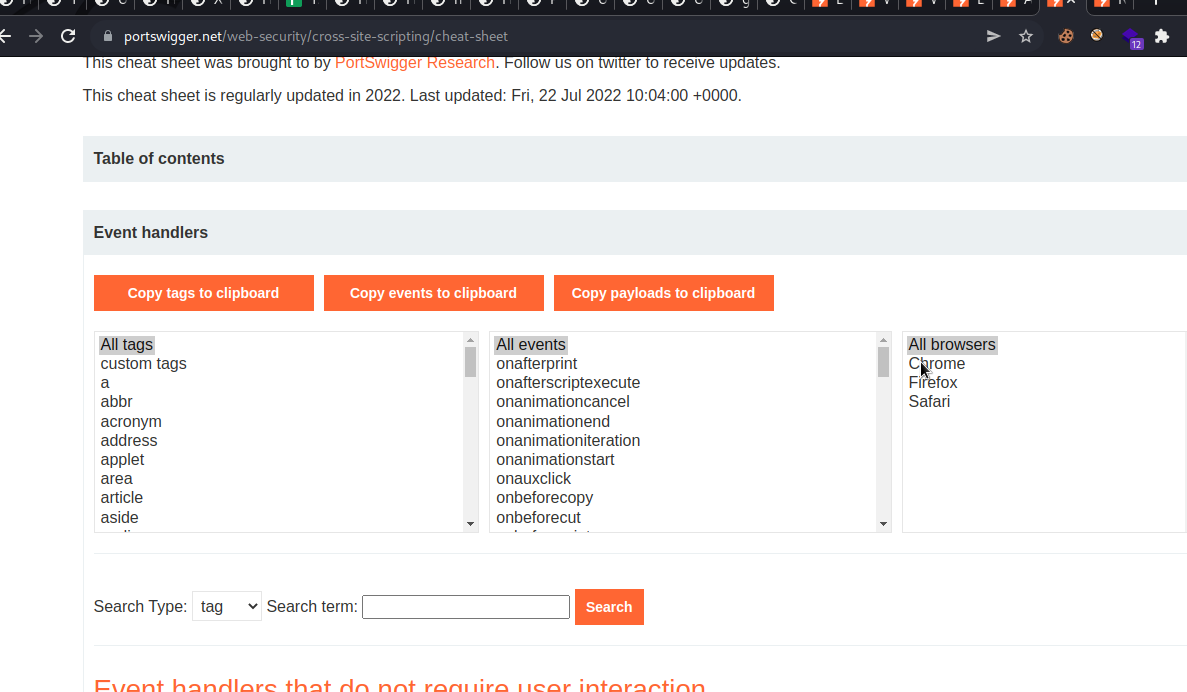 portswigger.net/web-security/cross-site-scripting/cheat-sheet
12
This cheat sheet was brought to by PortSwigger Research. Follow us on twitter to receive updates.
This cheat sheet is regularly updated in 2022. Last updated: Fri, 22 Jul 2022 10:04:00 +0000.
Table of contents
Event handlers
Copy tags to clipboard
Copy events to clipboard
Copy payloads to clipboard
All tags
custom tags
a
abbr
acronym
address
applet
area
article
aside
All events
onafterprint
onafterscriptexecute
onanimationcancel
onanimationend
onanimationiteration
onanimationstart
onauxclick
onbeforecopy
onbeforecut
All browsers
Chrome
Firefox
Safari
Search Type: tag Search term: Search
Event handlers that do not require user interaction